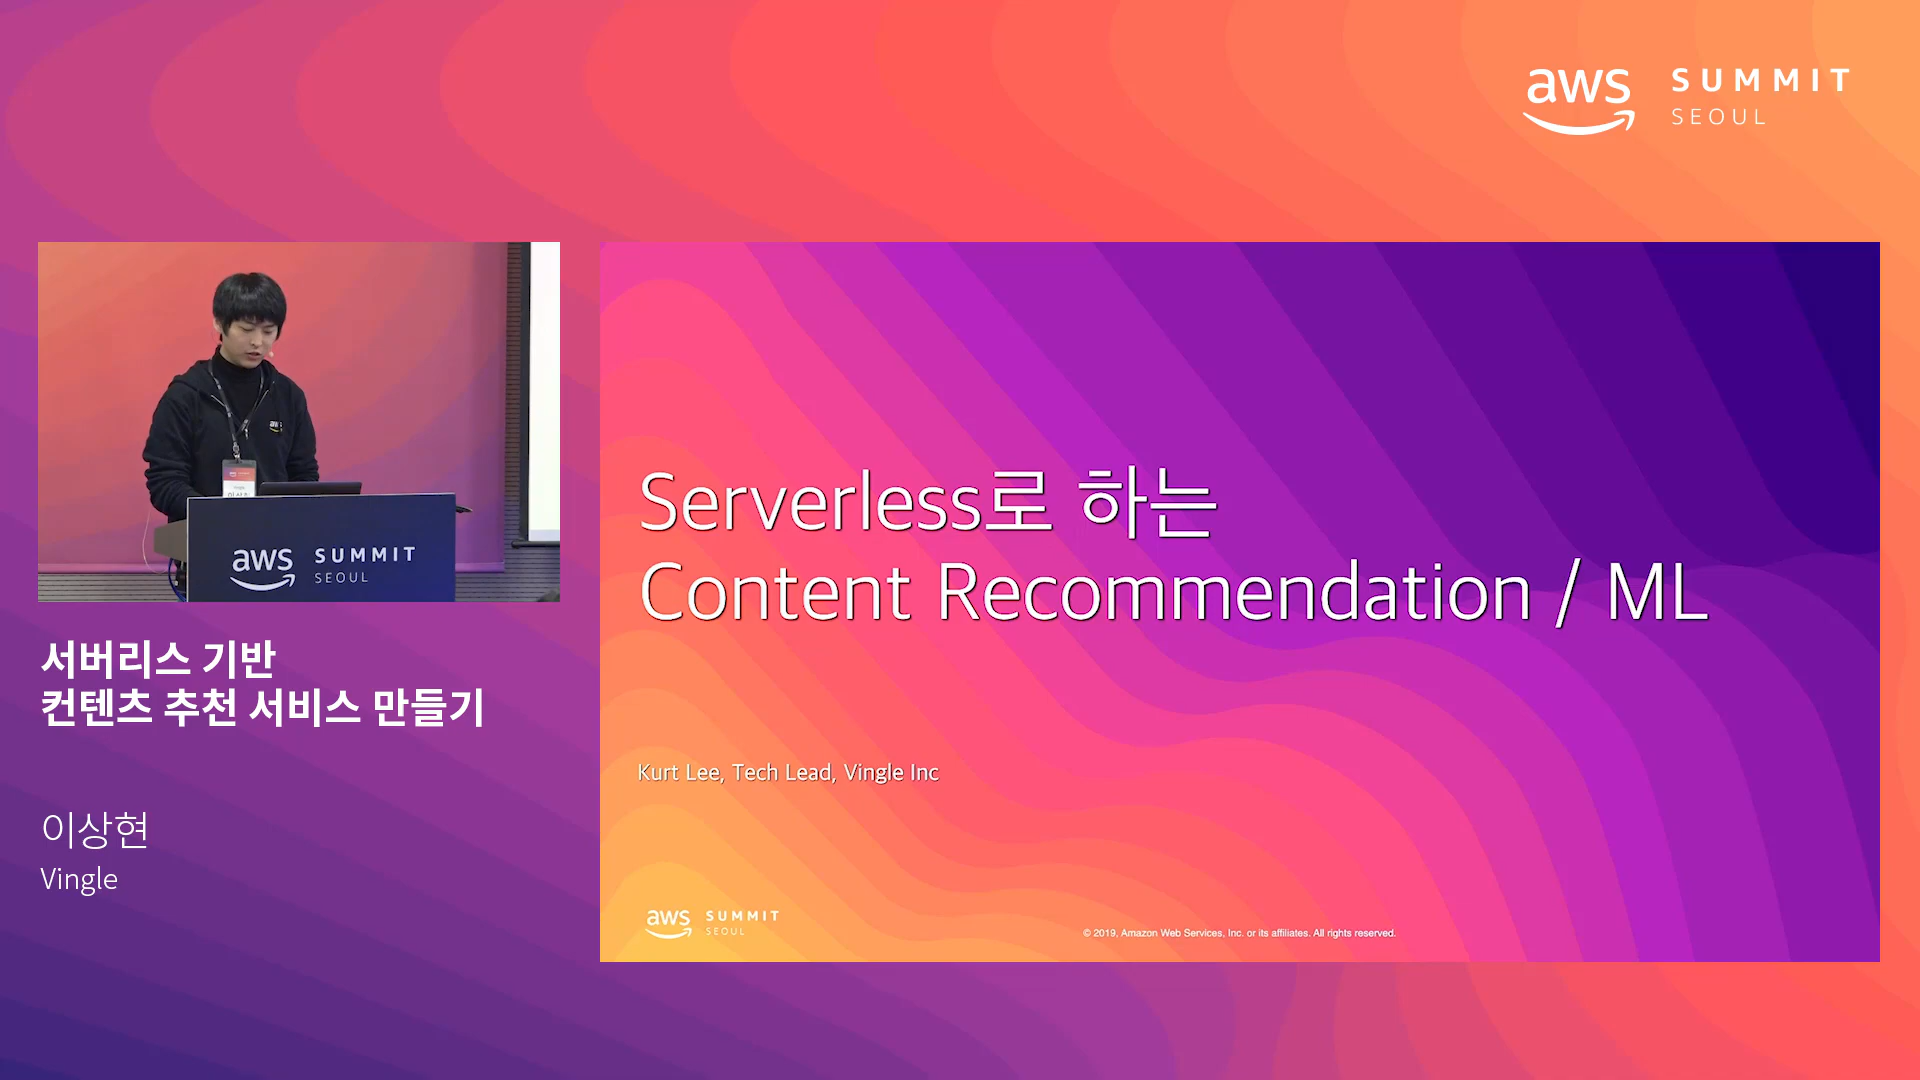 aws SUMMIT
SEOUL
aws SUMMIT
SEOUL
서버리스 기반
컨텐츠 추천 서비스 만들기
이상현
Vingle
Serverless로 하는
Content Recommendation / ML
Kurt Lee, Tech Lead, Vingle Inc
aws SUMMIT
SEOUL
© 2019, Amazon Web Services, Inc. or its affiliates. All rights reserved.